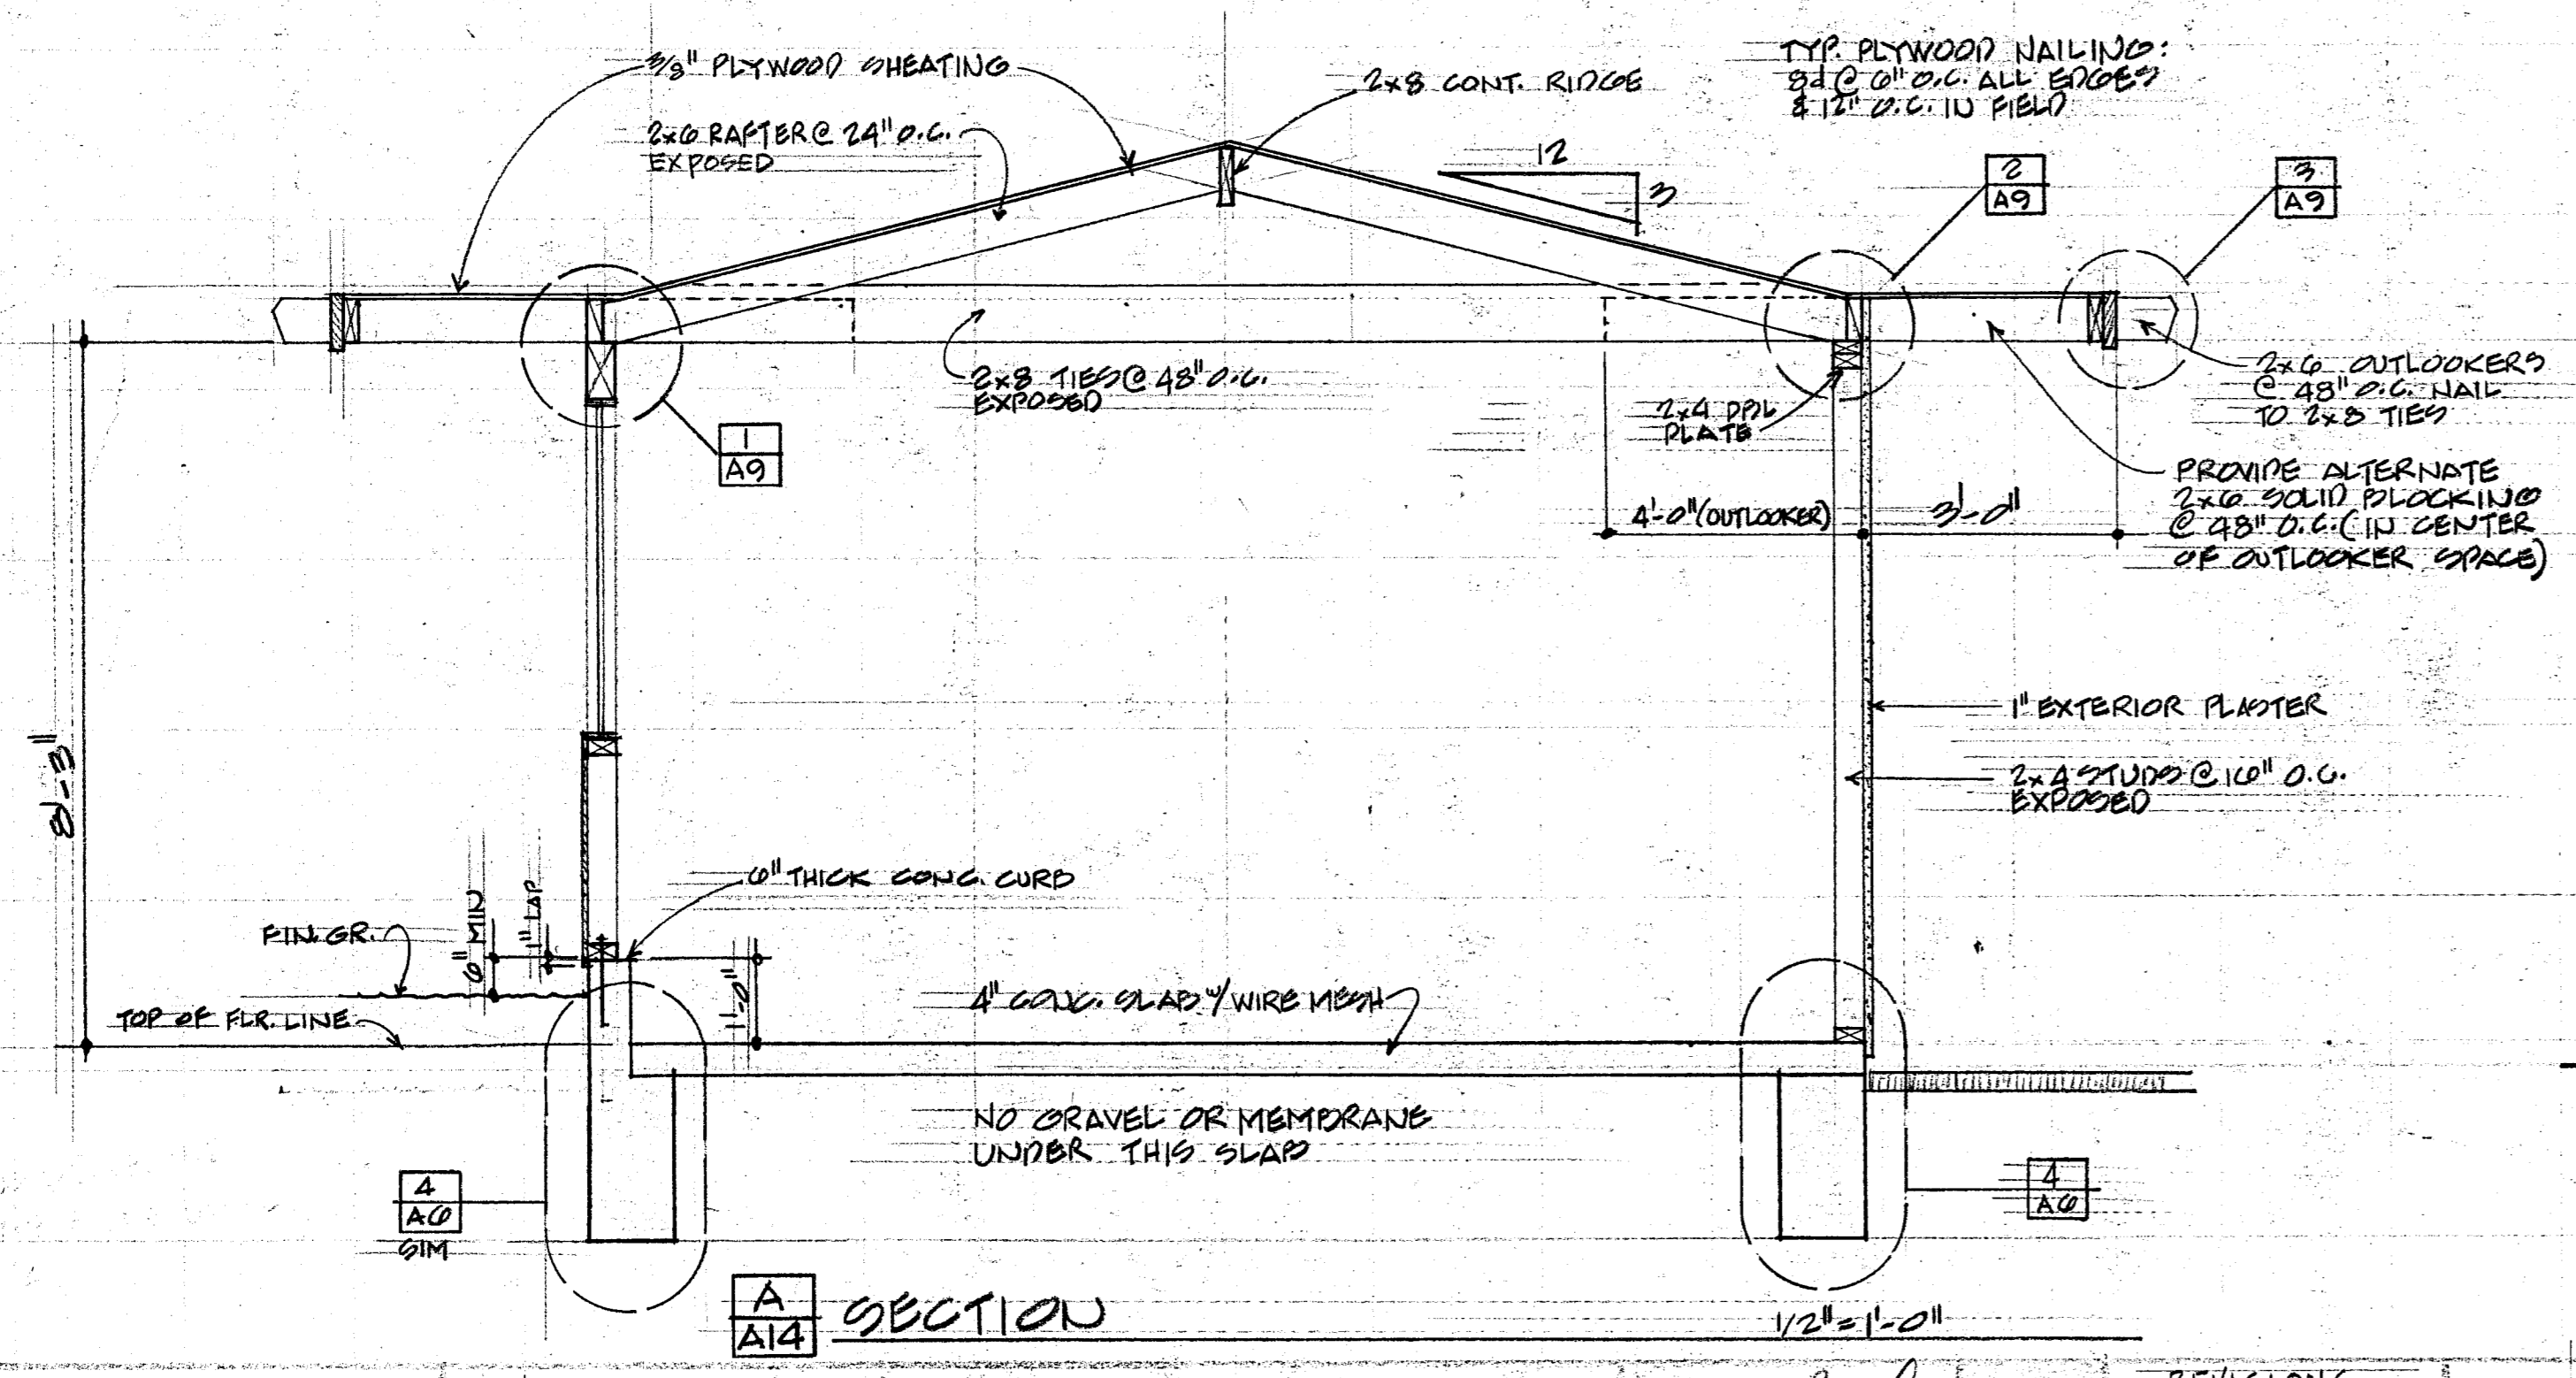 3/8" PLYWOOD SHEATING
2x6 RAFTER @ 24" O.C.
EXPOSED
2x8 CONT. RIDGE
TYP. PLYWOOD NAILING:
8d @ 6" O.C. ALL EDGES
& 12" O.C. IN FIELD
12
3
2
A9
3
A9
2x8 TIES @ 48" O.C.
EXPOSED
1
A9
2x4 DBL
PLATE
2x6 OUTLOOKERS
@ 48" O.C. NAIL
TO 2x8 TIES
PROVIDE ALTERNATE
2x6 SOLID BLOCKING
@ 48" O.C. (IN CENTER
OF OUTLOOKER SPACE)
4'-0" (OUTLOOKER)
3'-0"
8'-3"
1" EXTERIOR PLASTER
2x4 STUDS @ 16" O.C.
EXPOSED
6" THICK CONC. CURB
FIN. GR.
6" MIN
1" LAP
1'-0"
TOP OF FLR. LINE
4" CONC. SLAB W/ WIRE MESH
NO GRAVEL OR MEMBRANE
UNDER THIS SLAB
4
A6
SIM
4
A6
A
A14
SECTION
1/2" = 1'-0"
REVISIONS